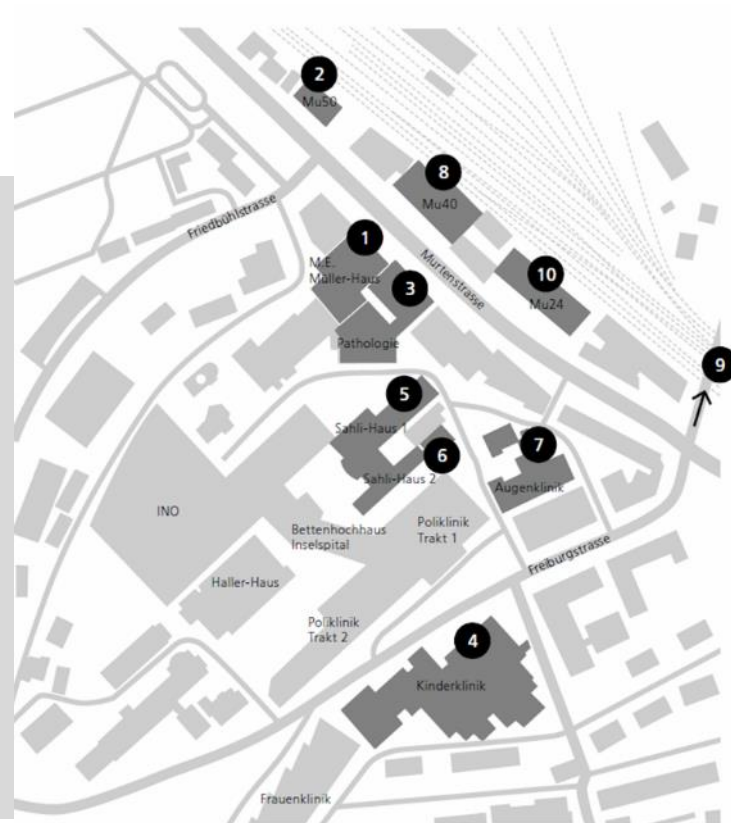 2
Mu50
8
Mu40
Friedbühlstrasse
1
M.E.
Müller-Haus
Murtenstrasse
3
10
Mu24
Pathologie
9
5
Sahli-Haus 1
6
Sahli-Haus 2
7
Augenklinik
INO
Bettenhochhaus
Inselspital
Poliklinik
Trakt 1
Freiburgstrasse
Haller-Haus
Poliklinik
Trakt 2
4
Kinderklinik
Frauenklinik